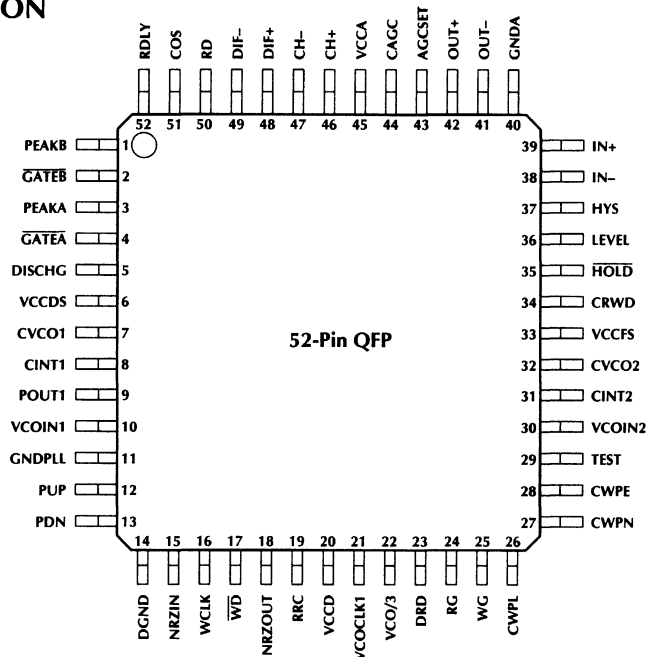 ON
RDLY COS RD DIF– DIF+ CH– CH+ VCCA CAGC AGCSET OUT+ OUT– GNDA
52 51 50 49 48 47 46 45 44 43 42 41 40
PEAKB 1 39 IN+
GATEB 2 38 IN–
PEAKA 3 37 HYS
GATEA 4 36 LEVEL
DISCHG 5 35 HOLD
VCCDS 6 34 CRWD
CVCO1 7 33 VCCFS
52-Pin QFP
CINT1 8 32 CVCO2
POUT1 9 31 CINT2
VCOIN1 10 30 VCOIN2
GNDPLL 11 29 TEST
PUP 12 28 CWPE
PDN 13 27 CWPN
14 15 16 17 18 19 20 21 22 23 24 25 26
DGND NRZIN WCLK WD NRZOUT RRC VCCD VCOCLK1 VCO/3 DRD RG WG CWPL